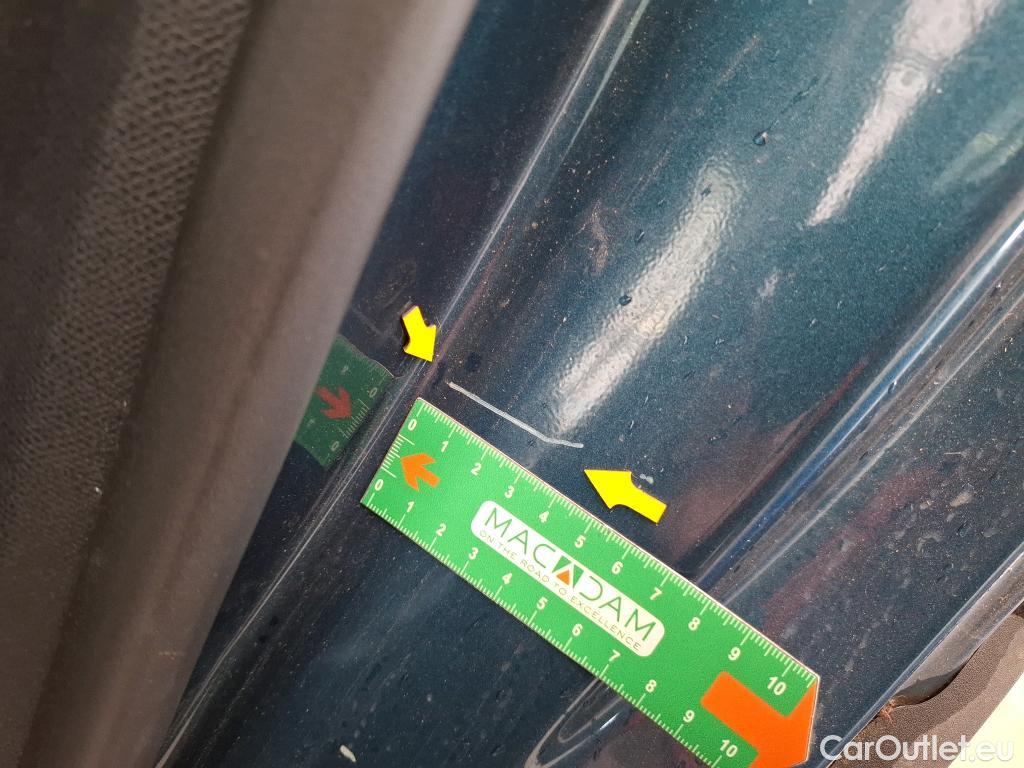 0 1 2 3 4 5 6 7 8 9 10
MACADAM
ON THE ROAD TO EXCELLENCE
0 1 2 3 4 5 6 7 8 9 10
CarOutlet.eu